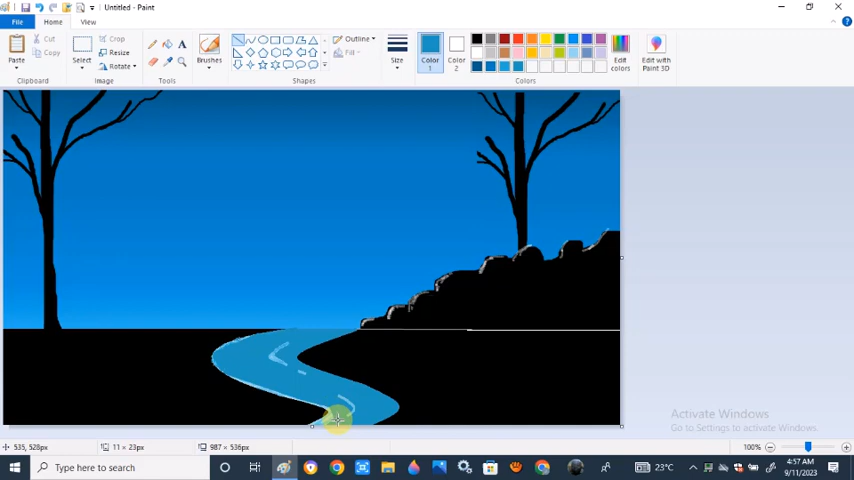 Untitled - Paint
File Home View
Paste
Cut
Copy
Clipboard
Select
Crop
Resize
Rotate
Image
Tools
Brushes
Outline
Fill
Shapes
Size
Color 1
Color 2
Colors
Edit colors
Edit with Paint 3D
Activate Windows
Go to Settings to activate Windows.
535, 528px
11 × 23px
987 × 536px
100%
Type here to search
23°C
4:57 AM
9/11/2023